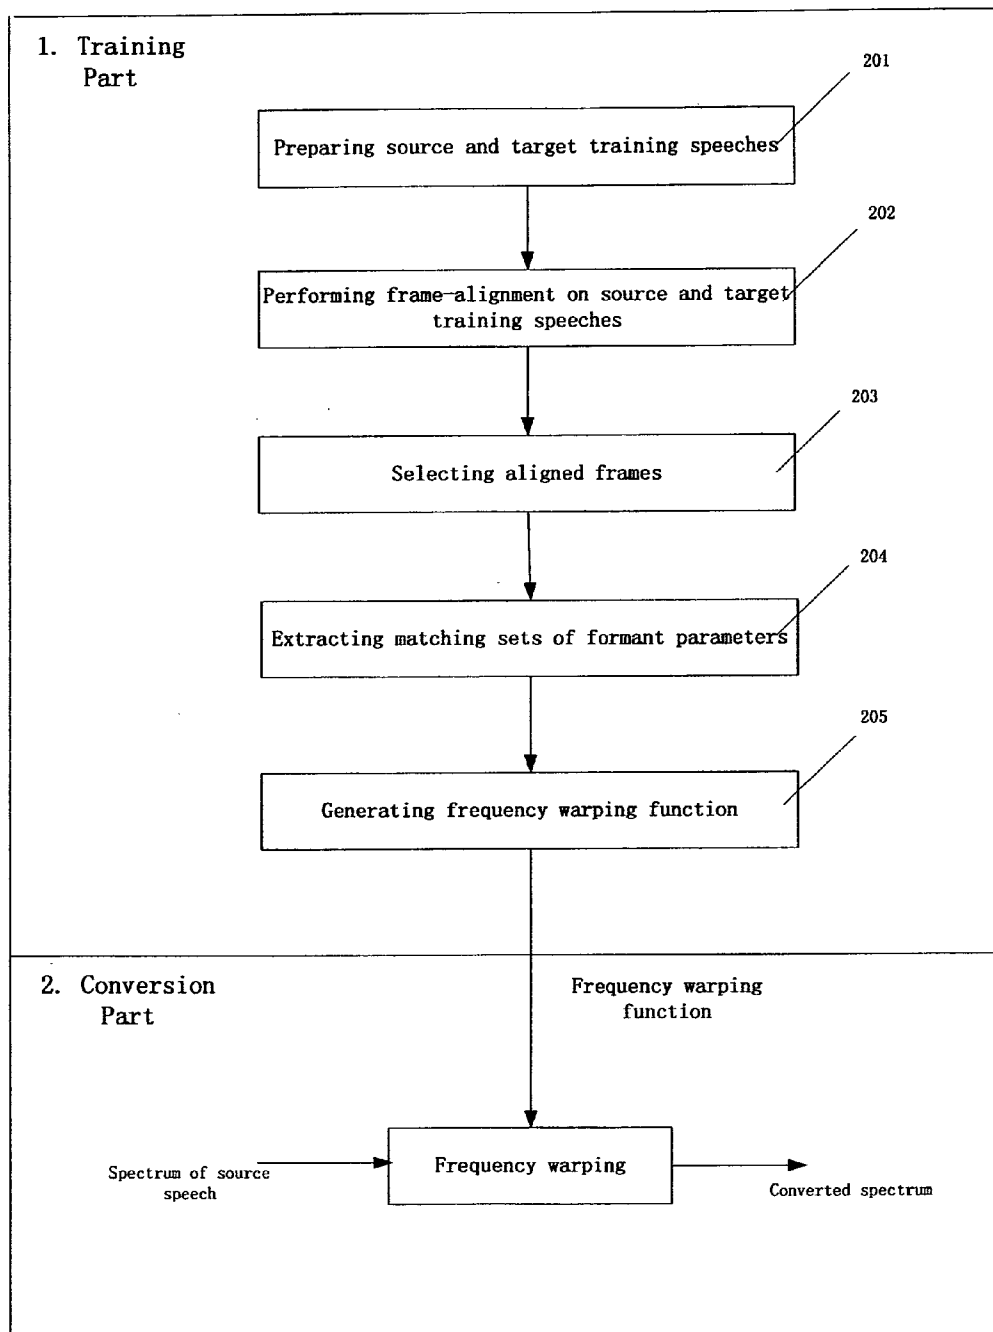 1. Training
Part
201
Preparing source and target training speeches
202
Performing frame-alignment on source and target
training speeches
203
Selecting aligned frames
204
Extracting matching sets of formant parameters
205
Generating frequency warping function
2. Conversion
Part
Frequency warping
function
Spectrum of source
speech
Frequency warping
Converted spectrum